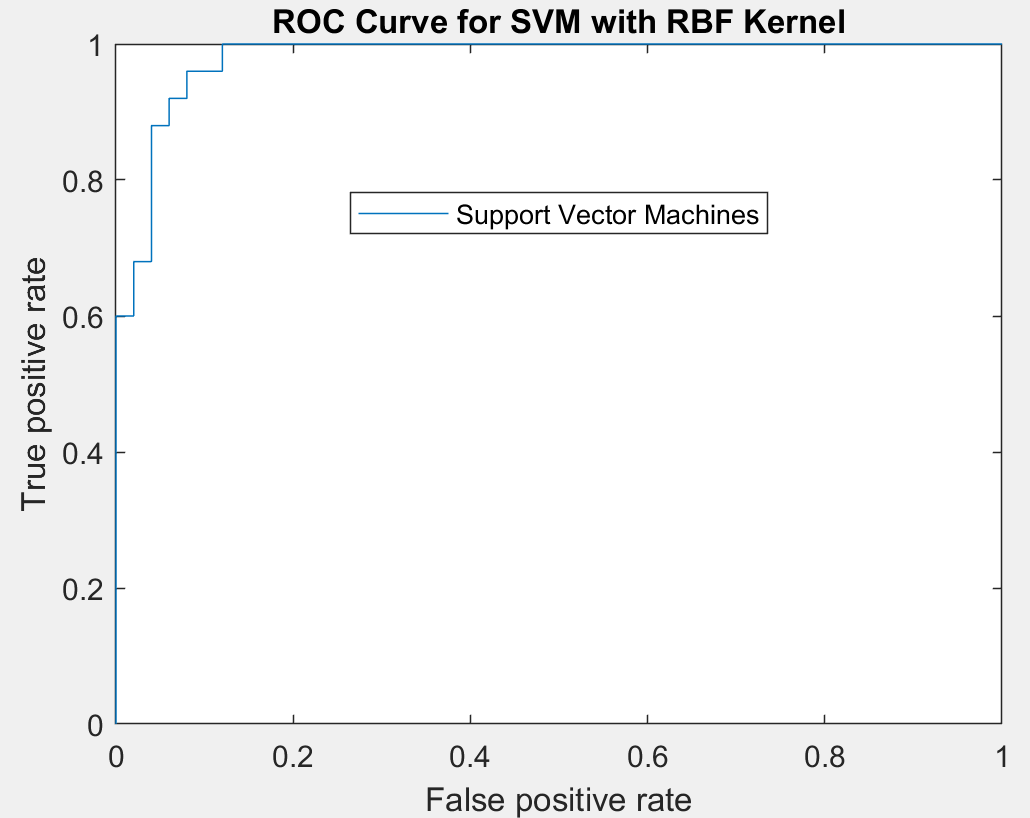 ROC Curve for SVM with RBF Kernel
1
0.8
0.6
0.4
0.2
0
True positive rate
Support Vector Machines
0 0.2 0.4 0.6 0.8 1
False positive rate